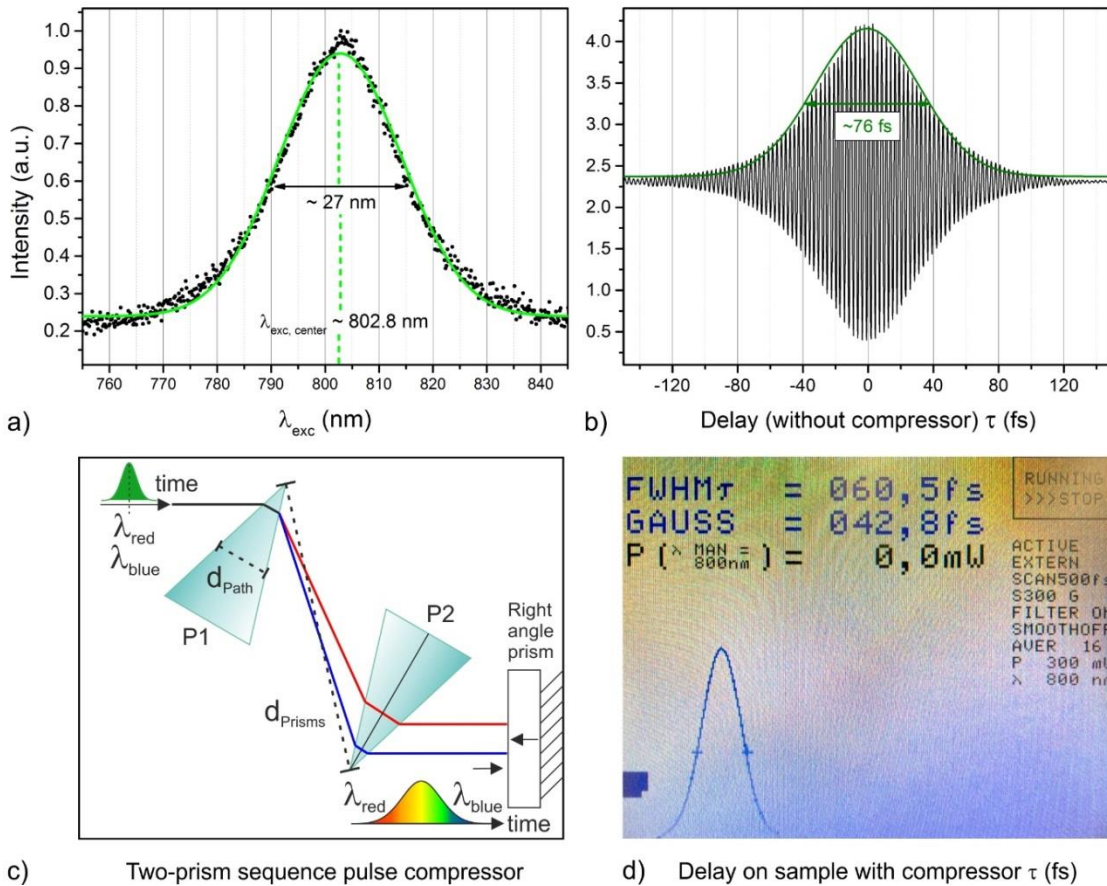 1.0
0.9
0.8
0.7
0.6
0.5
0.4
0.3
0.2
Intensity (a.u.)
~ 27 nm
λexc, center ~ 802.8 nm
760 770 780 790 800 810 820 830 840
a) λexc (nm)
4.0
3.5
3.0
2.5
2.0
1.5
1.0
0.5
~76 fs
-120 -80 -40 0 40 80 120
b) Delay (without compressor) τ (fs)
time
λred
λblue
dPath
P1
P2
Right
angle
prism
dPrisms
λred λblue
time
c) Two-prism sequence pulse compressor
FWHMτ = 060,5fs
GAUSS = 042,8fs
P(λ MAN = 800nm) = 0,0mW
RUNNING
>>>STOP
ACTIVE
EXTERN
SCAN500fs
S300 G
FILTER ON
SMOOTHOFF
AVER 16
P 300 mW
λ 800 nm
d) Delay on sample with compressor τ (fs)